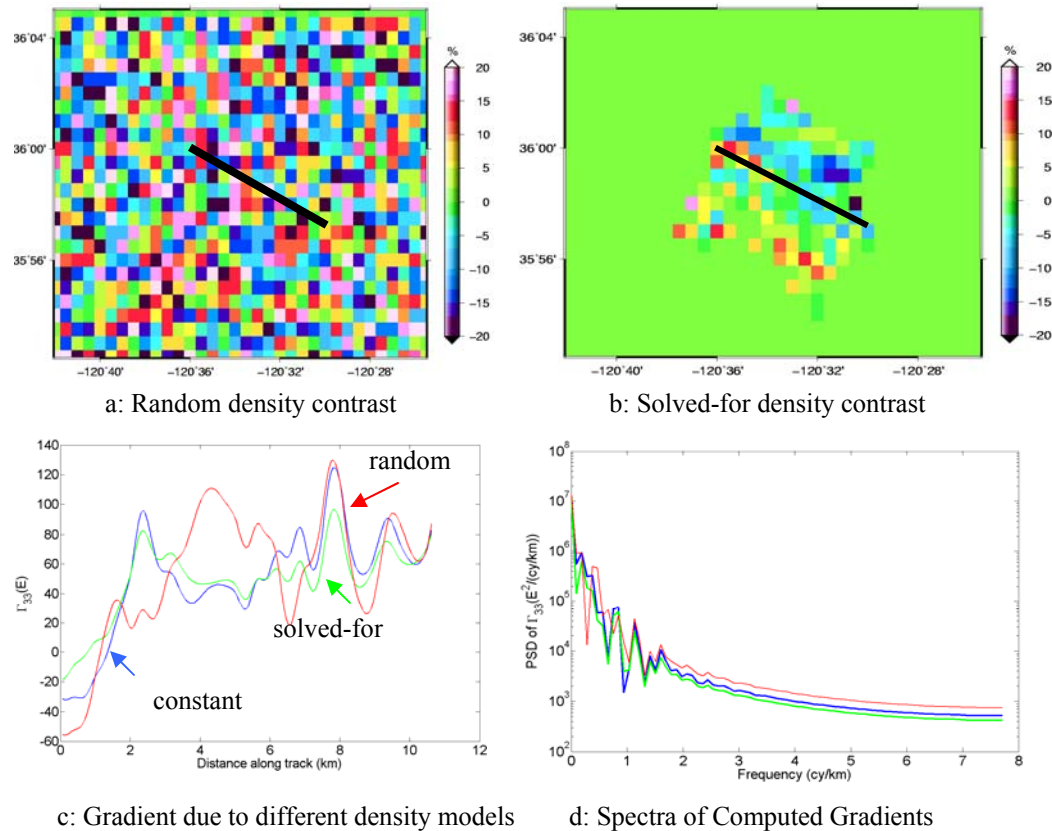 36˚04'
36˚00'
35˚56'
−120˚40' −120˚36' −120˚32' −120˚28'
%
20
15
10
5
0
−5
−10
−15
−20
a: Random density contrast
36˚04'
36˚00'
35˚56'
−120˚40' −120˚36' −120˚32' −120˚28'
%
20
15
10
5
0
−5
−10
−15
−20
b: Solved-for density contrast
140
120
100
80
60
40
20
0
-20
-40
-60
Γ33(E)
0 2 4 6 8 10 12
Distance along track (km)
random
solved-for
constant
c: Gradient due to different density models
10^8
10^7
10^6
10^5
10^4
10^3
10^2
PSD of Γ33(E^2/(cy/km))
0 1 2 3 4 5 6 7 8
Frequency (cy/km)
d: Spectra of Computed Gradients